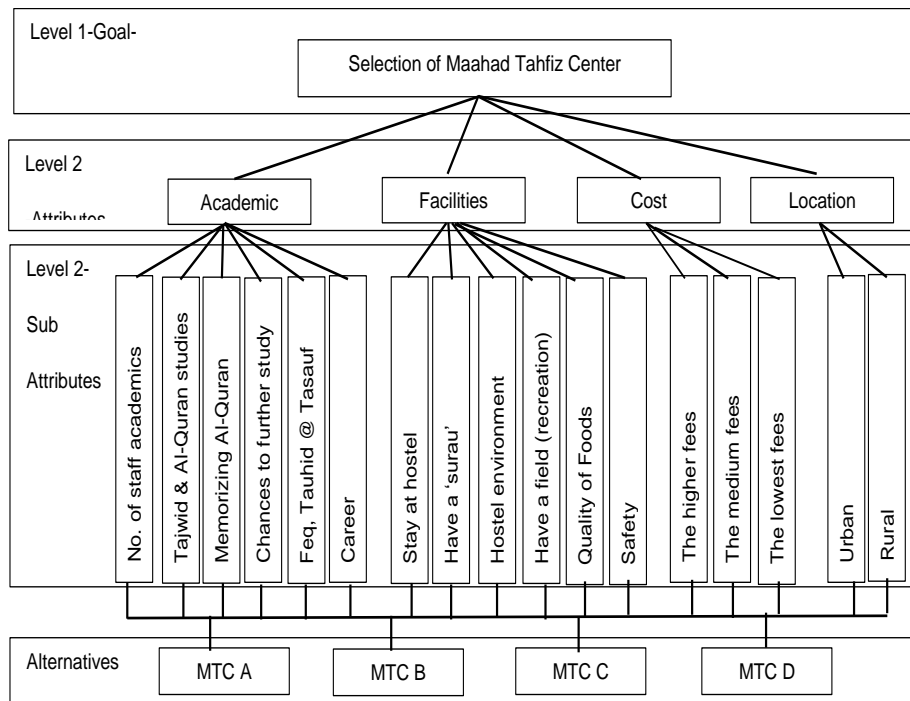 Level 1-Goal-
Selection of Maahad Tahfiz Center
Level 2
Attributes
Academic
Facilities
Cost
Location
Level 2-
Sub
Attributes
No. of staff academics
Tajwid & Al-Quran studies
Memorizing Al-Quran
Chances to further study
Feq, Tauhid @ Tasauf
Career
Stay at hostel
Have a ‘surau’
Hostel environment
Have a field (recreation)
Quality of Foods
Safety
The higher fees
The medium fees
The lowest fees
Urban
Rural
Alternatives
MTC A
MTC B
MTC C
MTC D